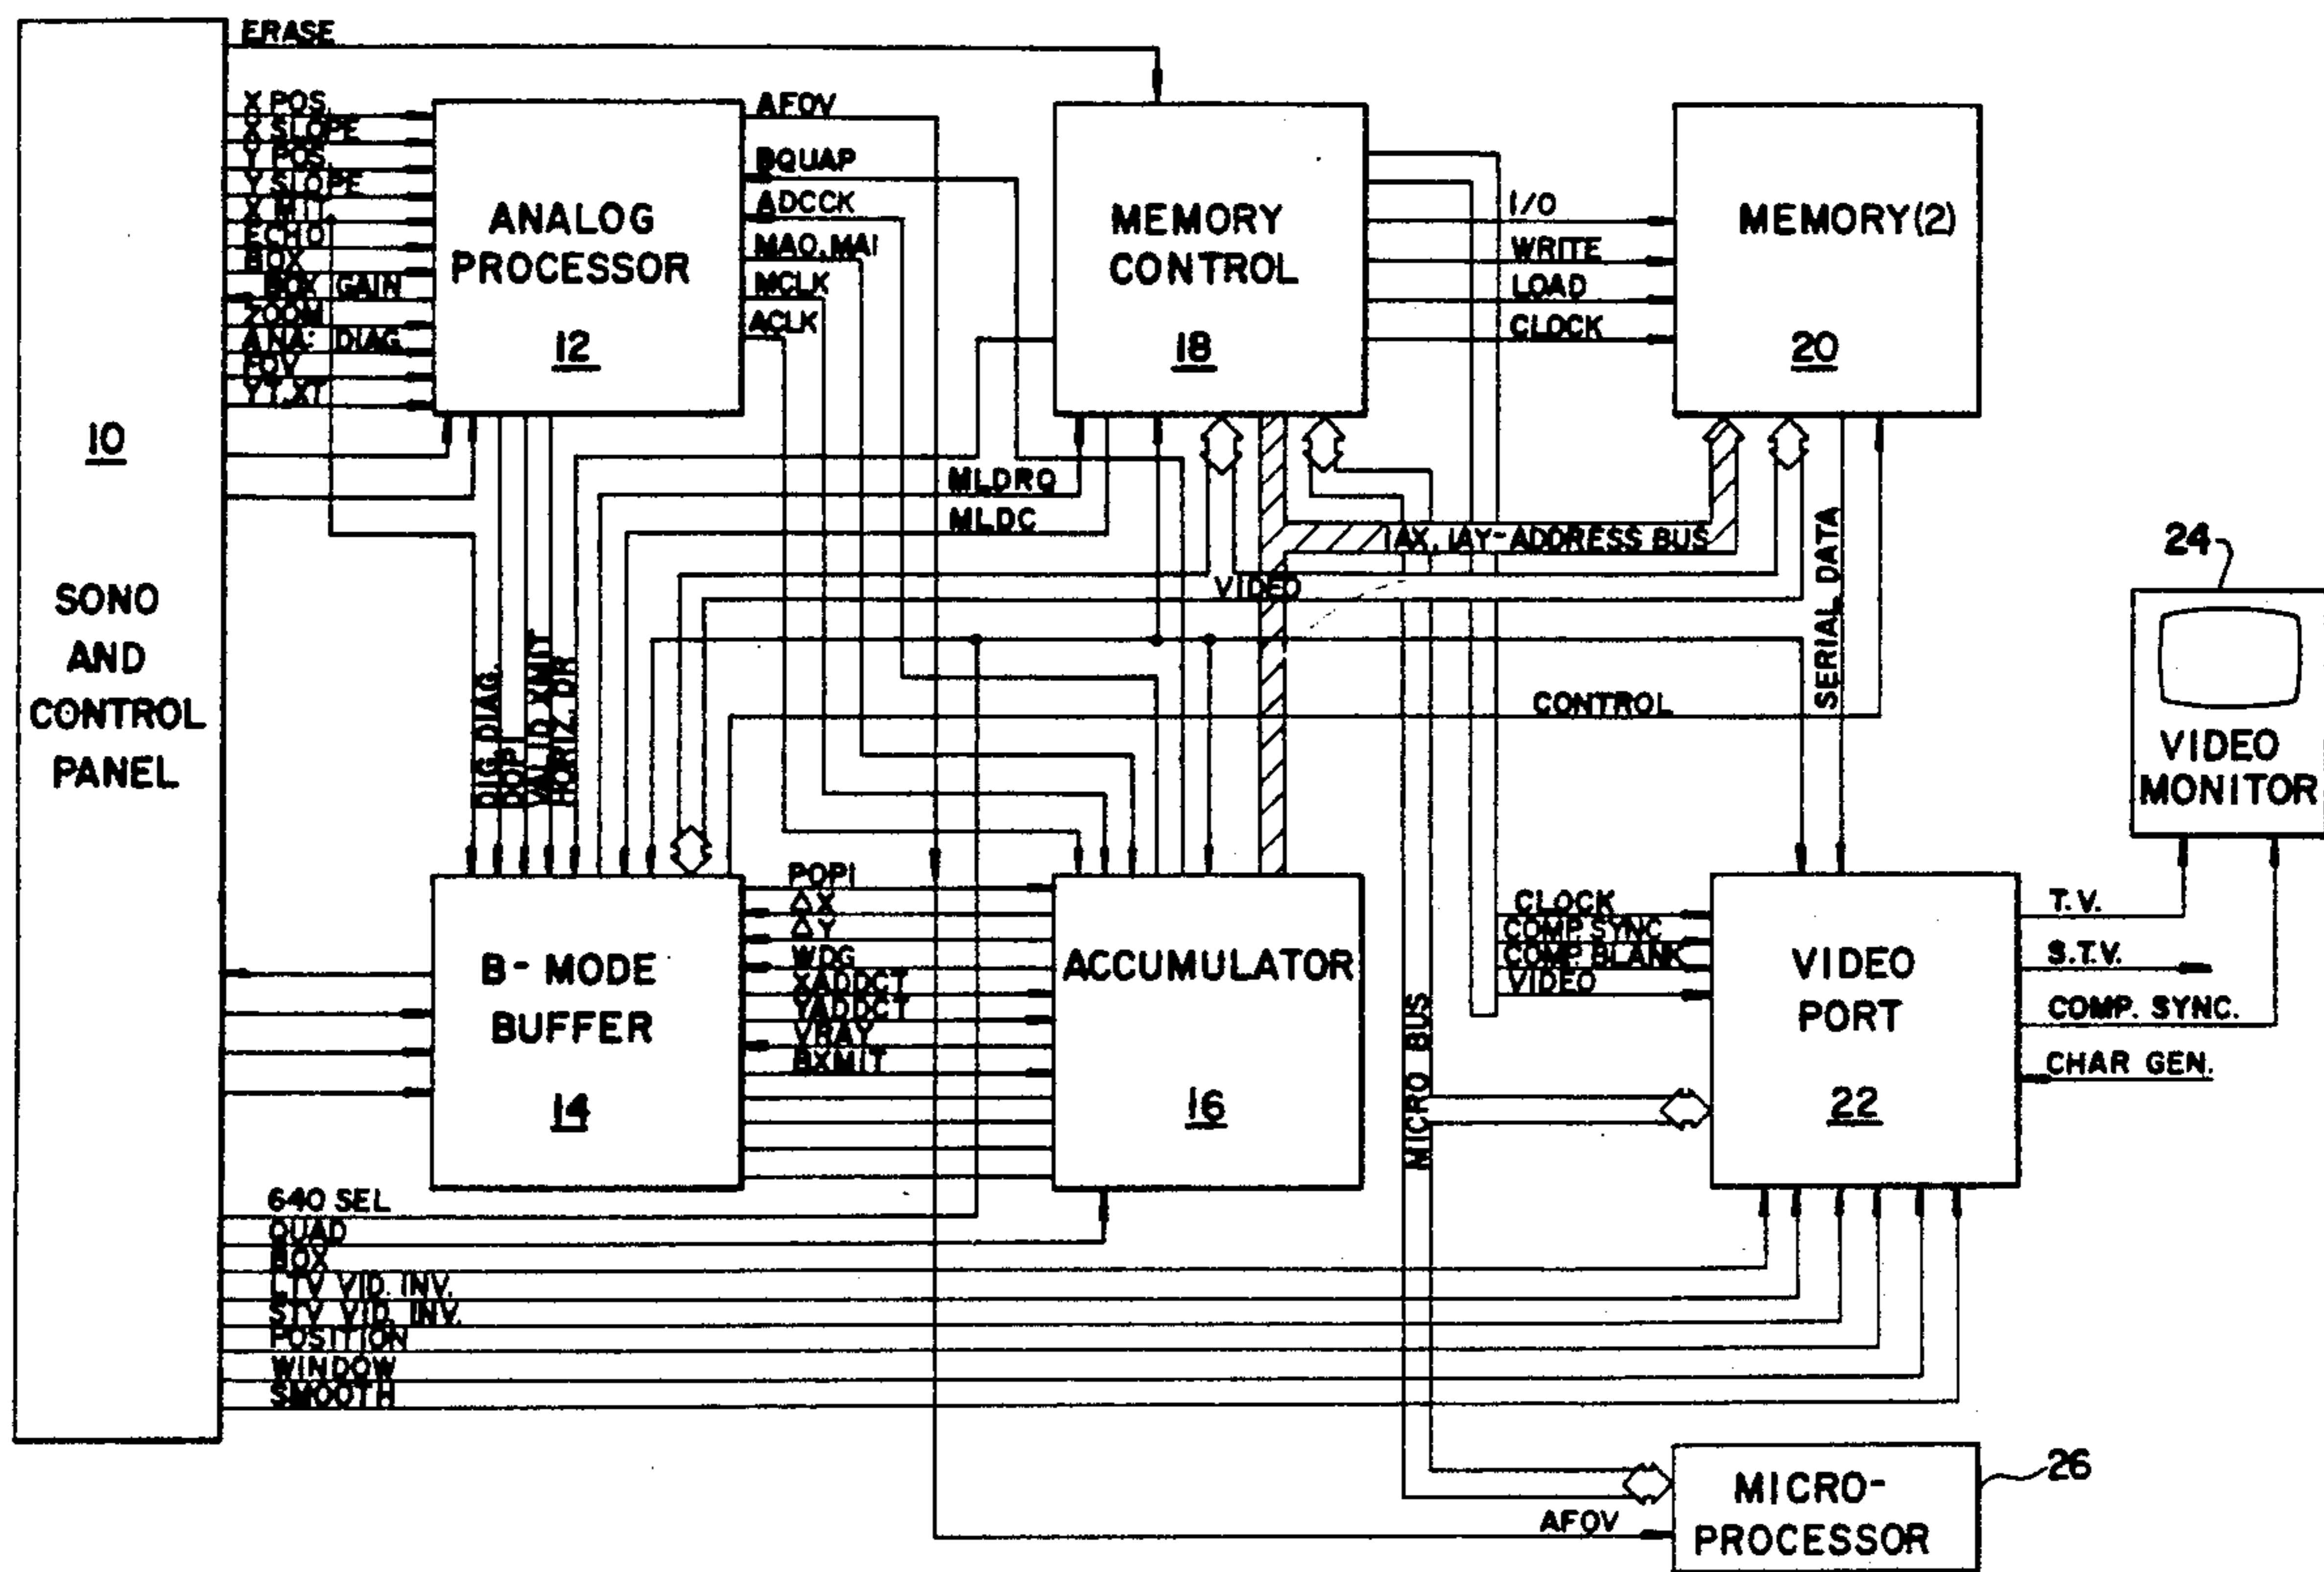 ERASE
X POS.
X SLOPE
Y POS.
Y SLOPE
X MIT
ECHO
BOX
BOX GAIN
ZOOM
ANA. DIAG.
FOV
YT, XT
10
SONO
AND
CONTROL
PANEL
ANALOG
PROCESSOR
12
AFOV
BQUAP
ADCCK
MA0, MA1
MCLK
ACLK
MEMORY
CONTROL
18
I/O
WRITE
LOAD
CLOCK
MEMORY(2)
20
MLDRQ
MLDC
IAX, IAY-ADDRESS BUS
VIDEO
SERIAL DATA
CONTROL
DIG. DIAG.
DOPI
VALID XMIT
HORIZ. DR
24
VIDEO
MONITOR
B-MODE
BUFFER
14
POPI
ΔX
ΔY
WDG
XADDCT
YADDCT
VRAY
BXMIT
ACCUMULATOR
16
MICRO BUS
CLOCK
COMP. SYNC
COMP. BLANK
VIDEO
VIDEO
PORT
22
T.V.
S.T.V.
COMP. SYNC.
CHAR GEN.
640 SEL
QUAD
BOX
LTV VID. INV.
STV VID. INV.
POSITION
WINDOW
SMOOTH
AFOV
MICRO-
PROCESSOR
26